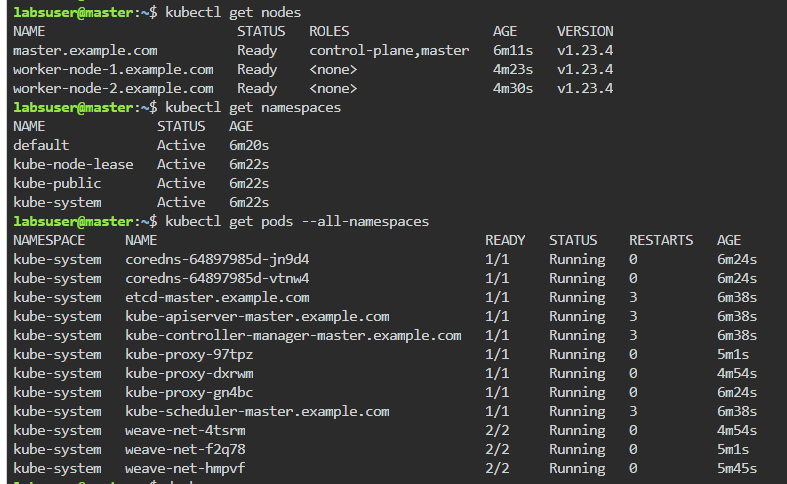 labsuser@master:~$ kubectl get nodes
NAME STATUS ROLES AGE VERSION
master.example.com Ready control-plane,master 6m11s v1.23.4
worker-node-1.example.com Ready <none> 4m23s v1.23.4
worker-node-2.example.com Ready <none> 4m30s v1.23.4
labsuser@master:~$ kubectl get namespaces
NAME STATUS AGE
default Active 6m20s
kube-node-lease Active 6m22s
kube-public Active 6m22s
kube-system Active 6m22s
labsuser@master:~$ kubectl get pods --all-namespaces
NAMESPACE NAME READY STATUS RESTARTS AGE
kube-system coredns-64897985d-jn9d4 1/1 Running 0 6m24s
kube-system coredns-64897985d-vtnw4 1/1 Running 0 6m24s
kube-system etcd-master.example.com 1/1 Running 3 6m38s
kube-system kube-apiserver-master.example.com 1/1 Running 3 6m38s
kube-system kube-controller-manager-master.example.com 1/1 Running 3 6m38s
kube-system kube-proxy-97tpz 1/1 Running 0 5m1s
kube-system kube-proxy-dxrwm 1/1 Running 0 4m54s
kube-system kube-proxy-gn4bc 1/1 Running 0 6m24s
kube-system kube-scheduler-master.example.com 1/1 Running 3 6m38s
kube-system weave-net-4tsrm 2/2 Running 0 4m54s
kube-system weave-net-f2q78 2/2 Running 0 5m1s
kube-system weave-net-hmpvf 2/2 Running 0 5m45s